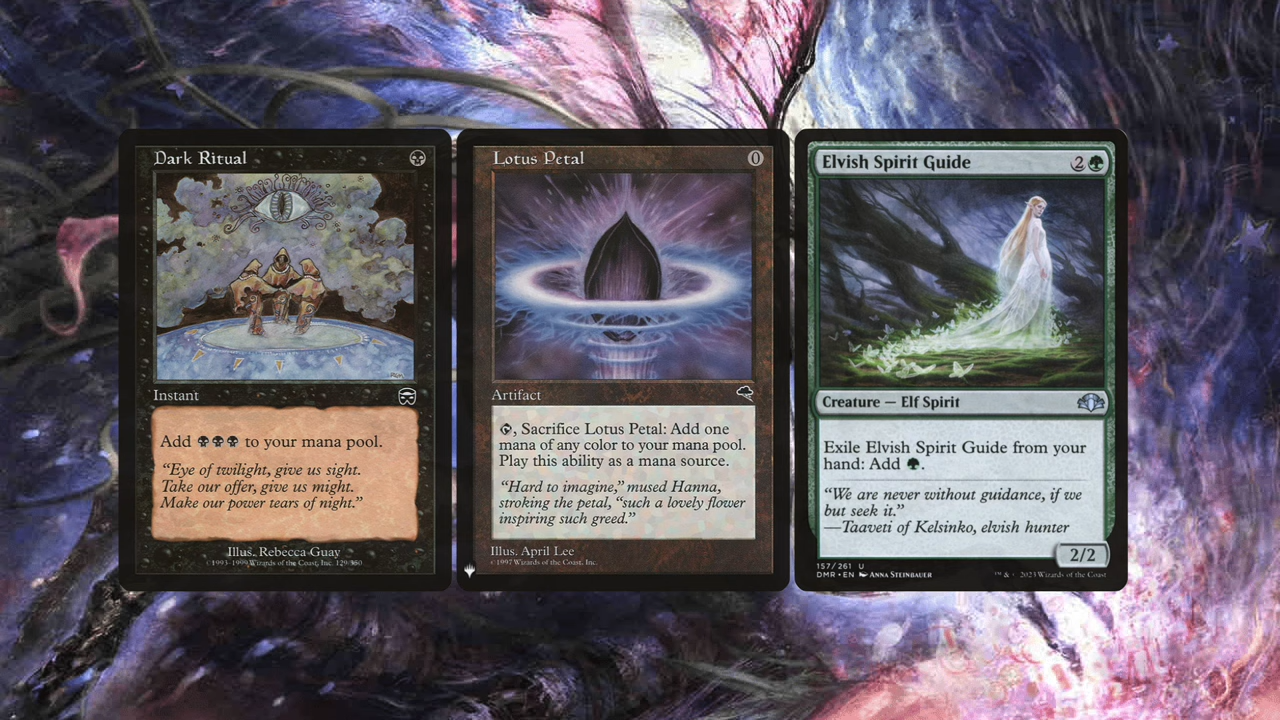 Dark Ritual
Instant
Add to your mana pool.
“Eye of twilight, give us sight.
Take our offer, give us might.
Make our power tears of night.”
Illus. Rebecca Guay
©1993-1999 Wizards of the Coast, Inc. 129/350
Lotus Petal
0
Artifact
, Sacrifice Lotus Petal: Add one
mana of any color to your mana pool.
Play this ability as a mana source.
“Hard to imagine,” mused Hanna,
stroking the petal, “such a lovely flower
inspiring such greed.”
Illus. April Lee
©1997 Wizards of the Coast, Inc.
Elvish Spirit Guide
2
Creature — Elf Spirit
Exile Elvish Spirit Guide from your
hand: Add .
“We are never without guidance, if we
but seek it.”
—Taaveti of Kelsinko, elvish hunter
2/2
157/261 U
DMR • EN Anna Steinbauer
™ & © 2023 Wizards of the Coast